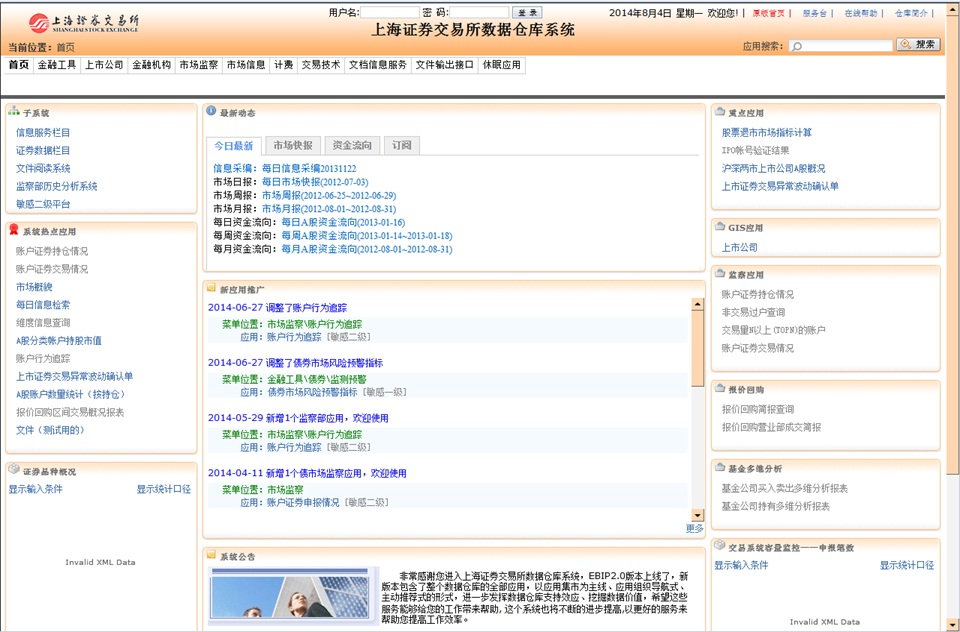 上海證券交易所
SHANGHAI STOCK EXCHANGE
用户名: 密 码: 登 录
2014年8月4日 星期一 欢迎您! | 原版首页 | 服务台 | 在线帮助 | 仓库简介 |
上海证券交易所数据仓库系统
当前位置: 首页
应用搜索: 搜索
首页 金融工具 上市公司 金融机构 市场监察 市场信息 计费 交易技术 文档信息服务 文件输出接口 休眠应用
子系统
信息服务栏目
证券数据栏目
文件阅读系统
监察部历史分析系统
敏感二级平台
系统热点应用
账户证券持仓情况
账户证券交易情况
市场概貌
每日信息检索
维度信息查询
A股分类账户持股市值
账户行为追踪
上市证券交易异常波动确认单
A股账户数量统计（按持仓）
报价回购区间交易概况报表
文件（测试用的）
证券品种概况
显示输入条件 显示统计口径
Invalid XML Data
最新动态
今日最新 市场快报 资金流向 订阅
信息采编: 每日信息采编20131122
市场日报: 每日市场快报(2012-07-03)
市场周报: 市场周报(2012-06-25~2012-06-29)
市场月报: 市场月报(2012-08-01~2012-08-31)
每日资金流向: 每日A股资金流向(2013-01-16)
每周资金流向: 每周A股资金流向(2013-01-14~2013-01-18)
每月资金流向: 每月A股资金流向(2012-08-01~2012-08-31)
新应用推广
2014-06-27 调整了账户行为追踪
菜单位置: 市场监察\账户行为追踪
应用: 账户行为追踪 [敏感二级]
2014-06-27 调整了债券市场风险预警指标
菜单位置: 金融工具\债券\监测预警
应用: 债券市场风险预警指标 [敏感一级]
2014-05-29 新增1个监察部应用，欢迎使用
菜单位置: 市场监察\账户行为追踪
应用: 账户行为追踪 [敏感二级]
2014-04-11 新增1个债市场监察应用，欢迎使用
菜单位置: 市场监察
应用: 账户证券申报情况 [敏感二级]
更多
系统公告
非常感谢您进入上海证券交易所数据仓库系统，EBIP2.0版本上线了，新
版本包含了整个数据仓库的全部应用，以应用集市为主线、应用组织导航式、
主动推荐式的形式，进一步发挥数据仓库支持效应、挖掘数据价值，希望这些
服务能够给您的工作带来帮助,这个系统也将不断的进步提高,以更好的服务来
帮助您提高工作效率。
重点应用
股票退市市场指标计算
IPO帐号验证结果
沪深两市上市公司A股概况
上市证券交易异常波动确认单
GIS应用
上市公司
监察应用
账户证券持仓情况
非交易过户查询
交易量N以上(TOPN)的账户
账户证券交易情况
报价回购
报价回购简报查询
报价回购营业部成交简报
基金多维分析
基金公司买入卖出多维分析报表
基金公司持有多维分析报表
交易系统容量监控——申报笔数
显示输入条件 显示统计口径
Invalid XML Data